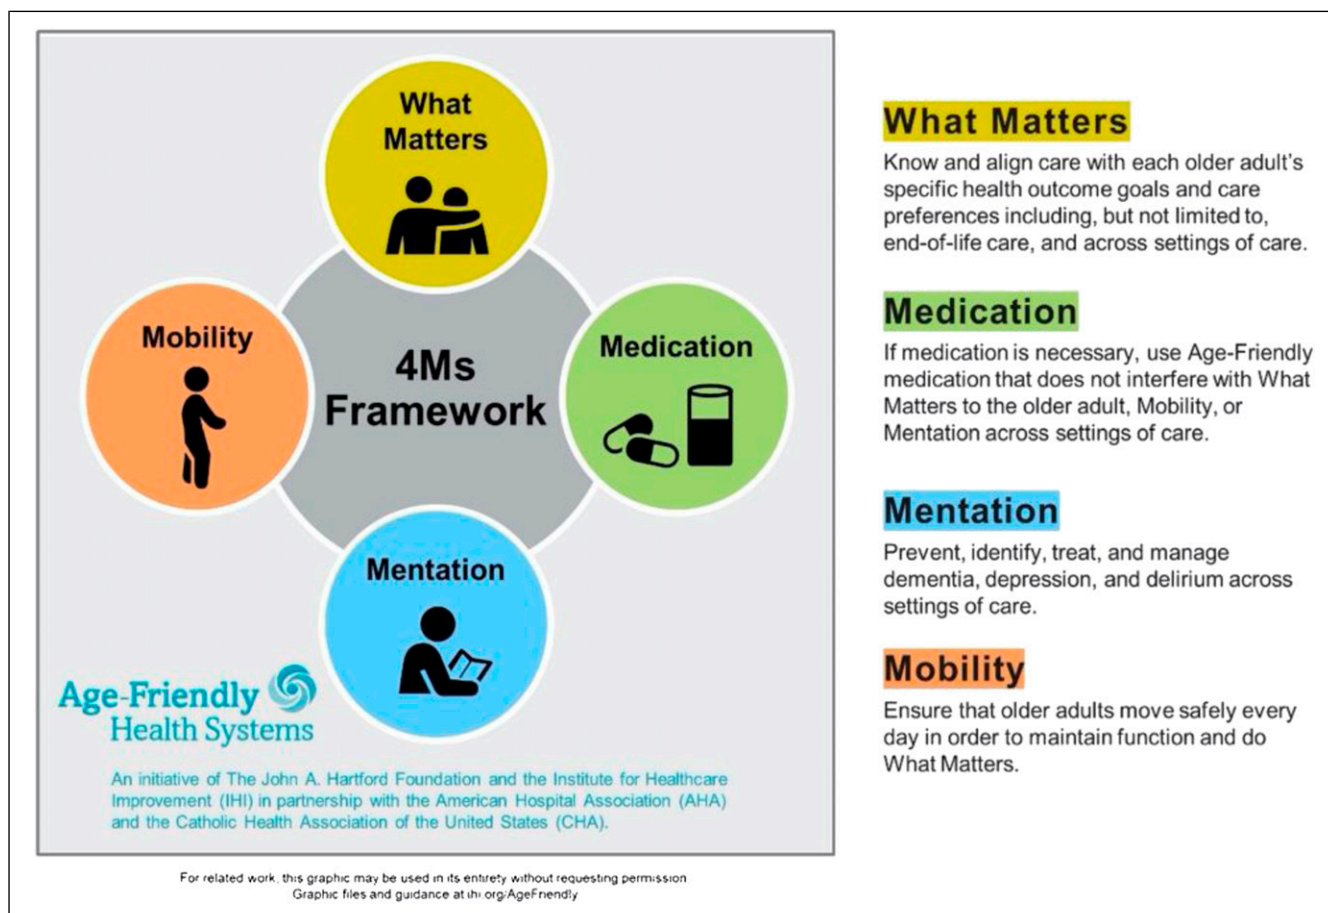 What
Matters
Mobility
Medication
4Ms
Framework
Mentation
Age-Friendly
Health Systems
An initiative of The John A. Hartford Foundation and the Institute for Healthcare
Improvement (IHI) in partnership with the American Hospital Association (AHA)
and the Catholic Health Association of the United States (CHA).
For related work, this graphic may be used in its entirety without requesting permission
Graphic files and guidance at ihi.org/AgeFriendly
What Matters
Know and align care with each older adult's
specific health outcome goals and care
preferences including, but not limited to,
end-of-life care, and across settings of care.
Medication
If medication is necessary, use Age-Friendly
medication that does not interfere with What
Matters to the older adult, Mobility, or
Mentation across settings of care.
Mentation
Prevent, identify, treat, and manage
dementia, depression, and delirium across
settings of care.
Mobility
Ensure that older adults move safely every
day in order to maintain function and do
What Matters.